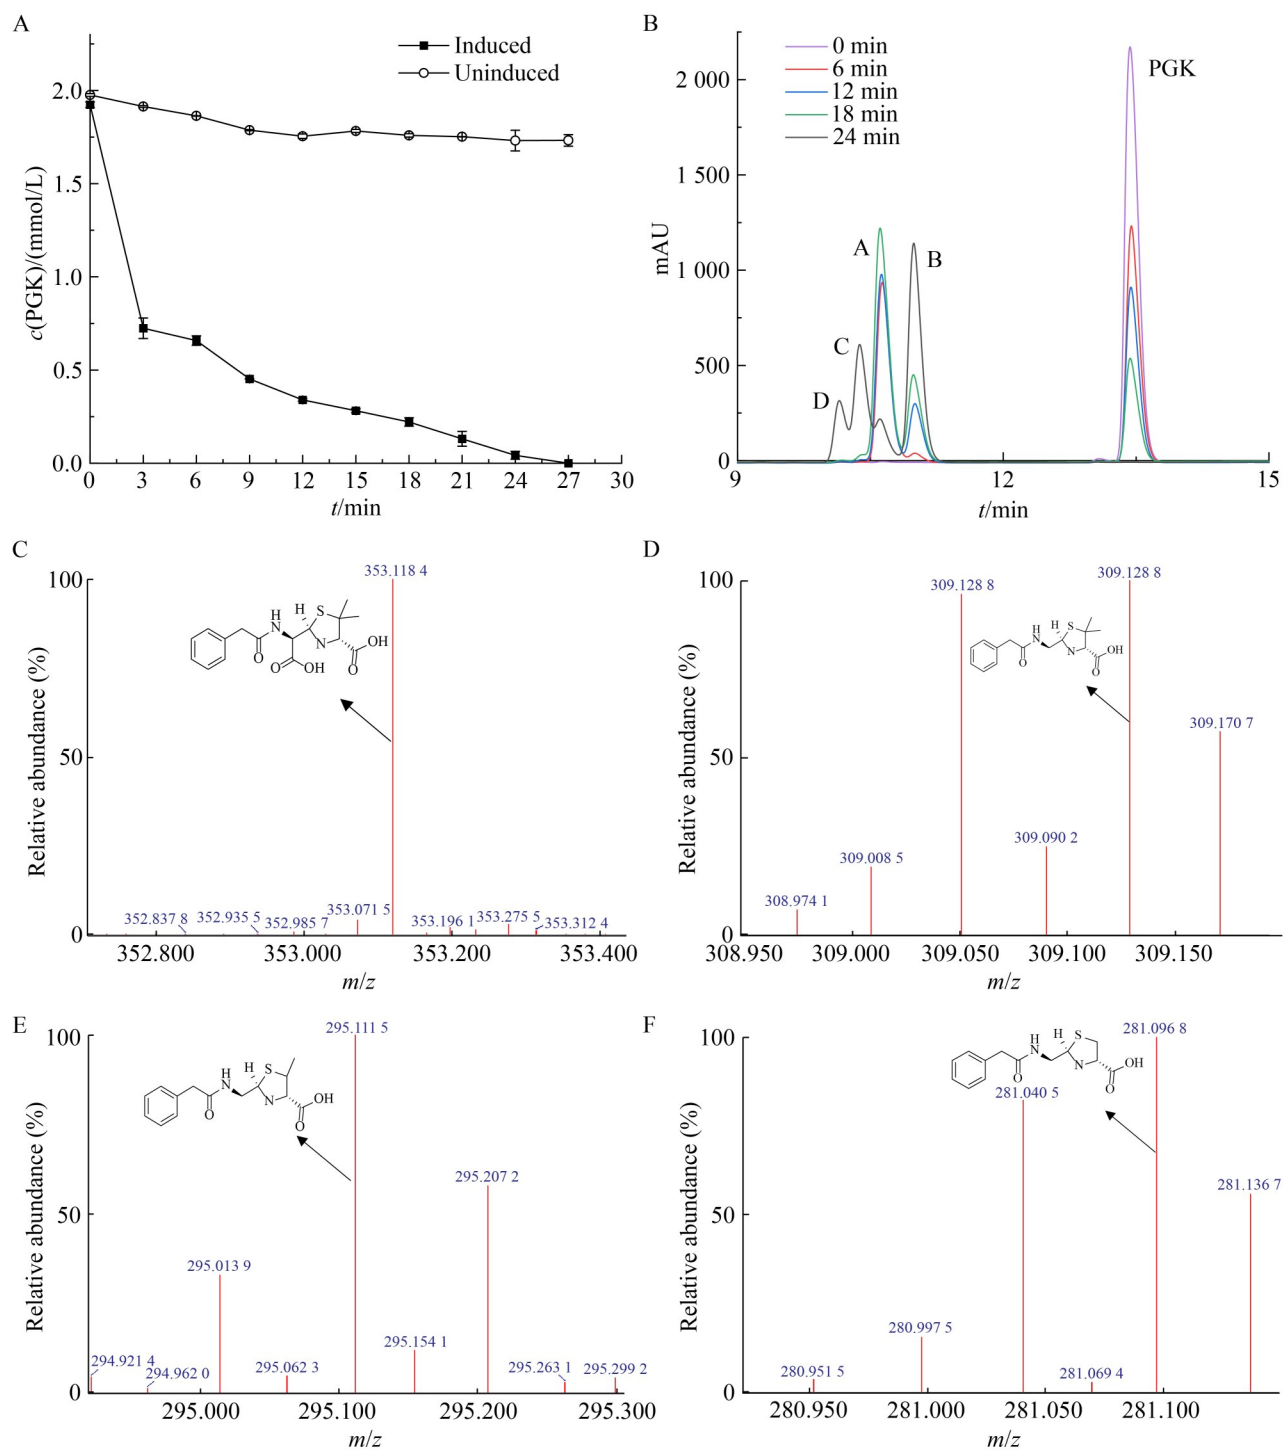 A
Induced
Uninduced
2.0
1.5
1.0
0.5
0.0
c(PGK)/(mmol/L)
0 3 6 9 12 15 18 21 24 27 30
t/min
B
0 min
6 min
12 min
18 min
24 min
PGK
A
B
C
D
2 000
1 500
1 000
500
0
mAU
9 12 15
t/min
C
100
50
0
Relative abundance (%)
353.118 4
H
N
O
H
S
N
OH
O
O
OH
352.837 8
352.935 5
352.985 7
353.071 5
353.196 1
353.275 5
353.312 4
352.800 353.000 353.200 353.400
m/z
D
100
50
0
Relative abundance (%)
309.128 8
309.128 8
H
N
O
H
S
N
OH
O
309.170 7
309.090 2
309.008 5
308.974 1
308.950 309.000 309.050 309.100 309.150
m/z
E
100
50
0
Relative abundance (%)
295.111 5
H
N
O
H
S
N
OH
O
295.207 2
295.013 9
295.154 1
294.921 4
294.962 0
295.062 3
295.263 1
295.299 2
295.000 295.100 295.200 295.300
m/z
F
100
50
0
Relative abundance (%)
281.096 8
H
N
O
H
S
N
OH
O
281.040 5
281.136 7
280.997 5
280.951 5
281.069 4
280.950 281.000 281.050 281.100
m/z